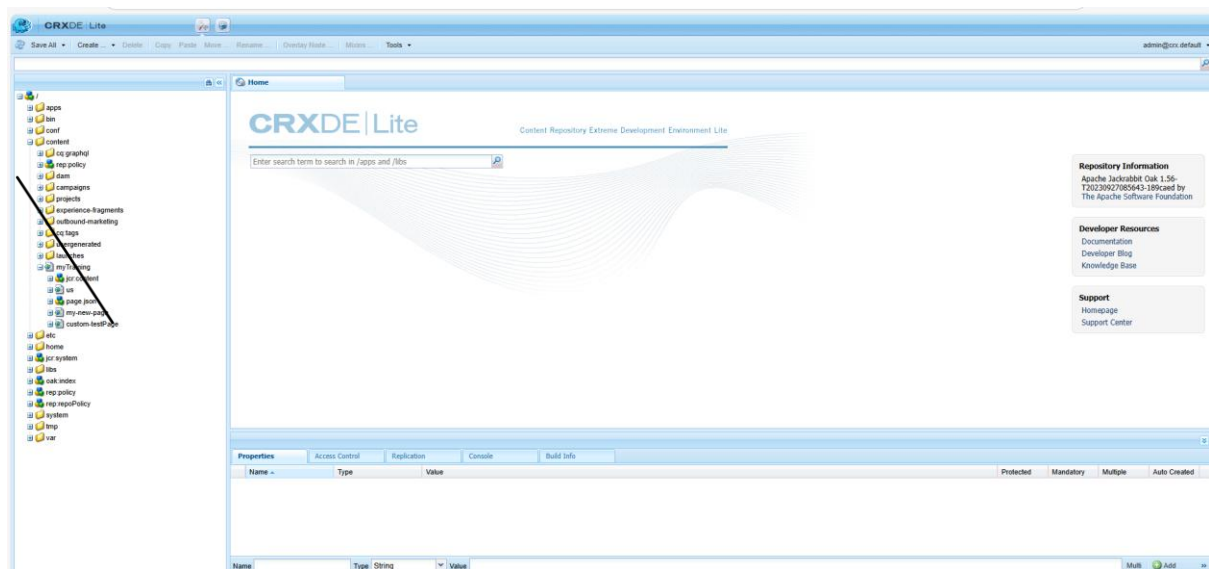 CRXDE | Lite
Save All Create ... Delete Copy Paste Move ... Rename ... Overlay Node ... Mixins ... Tools admin@crx.default
Home
/
apps
bin
conf
content
cq:graphql
rep:policy
dam
campaigns
projects
experience-fragments
outbound-marketing
cq:tags
usergenerated
launches
myTraining
jcr:content
us
page.json
my-new-page
custom-testPage
etc
home
jcr:system
libs
oak:index
rep:policy
rep:repoPolicy
system
tmp
var
CRXDE | Lite
Content Repository Extreme Development Environment Lite
Enter search term to search in /apps and /libs
Repository Information
Apache Jackrabbit Oak 1.56-
T20230927085643-189caed by
The Apache Software Foundation
Developer Resources
Documentation
Developer Blog
Knowledge Base
Support
Homepage
Support Center
Properties Access Control Replication Console Build Info
Name Type Value Protected Mandatory Multiple Auto Created
Name Type String Value Multi Add »